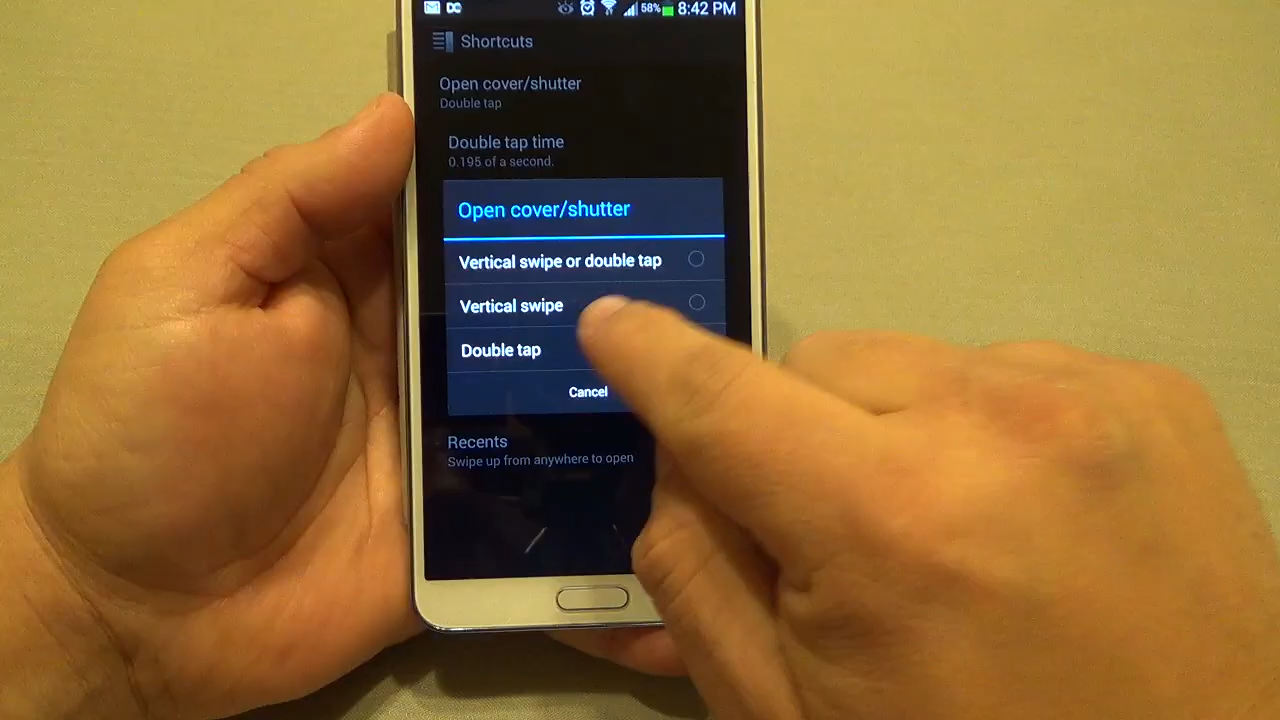 DC 58% 8:42 PM
Shortcuts
Open cover/shutter
Double tap
Double tap time
0.195 of a second.
Open cover/shutter
Vertical swipe or double tap
Vertical swipe
Double tap
Cancel
Recents
Swipe up from anywhere to open